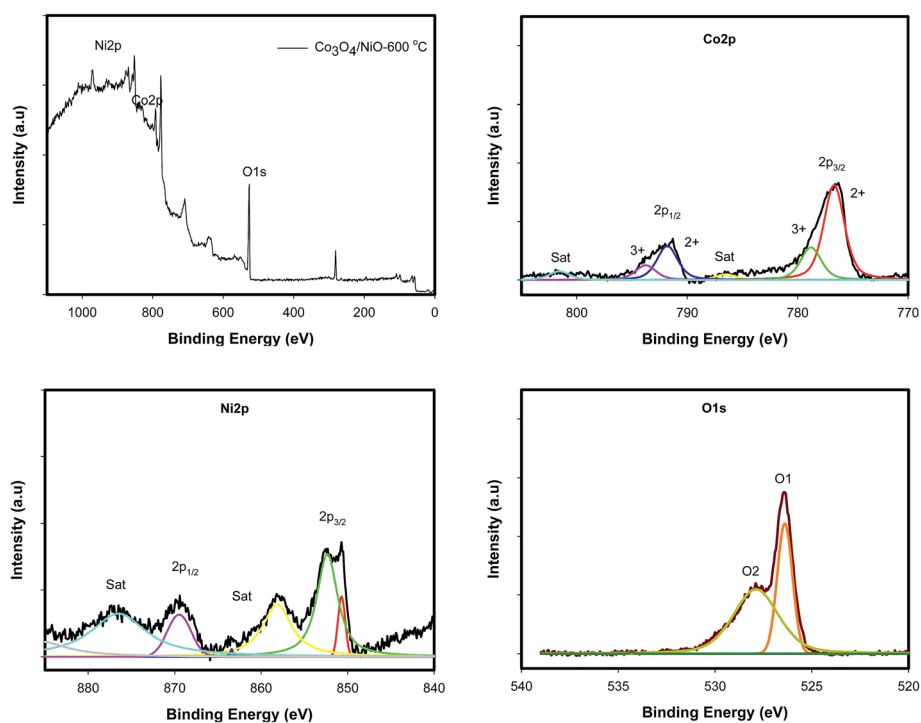 Co3O4/NiO-600 °C
Ni2p
Co2p
O1s
Intensity (a.u)
1000 800 600 400 200 0
Binding Energy (eV)
Co2p
2p3/2
2+
3+
2p1/2
3+ 2+
Sat
Sat
Intensity (a.u)
800 790 780 770
Binding Energy (eV)
Ni2p
2p3/2
2p1/2
Sat
Sat
Intensity (a.u)
880 870 860 850 840
Binding Energy (eV)
O1s
O1
O2
Intensity (a.u)
540 535 530 525 520
Binding Energy (eV)